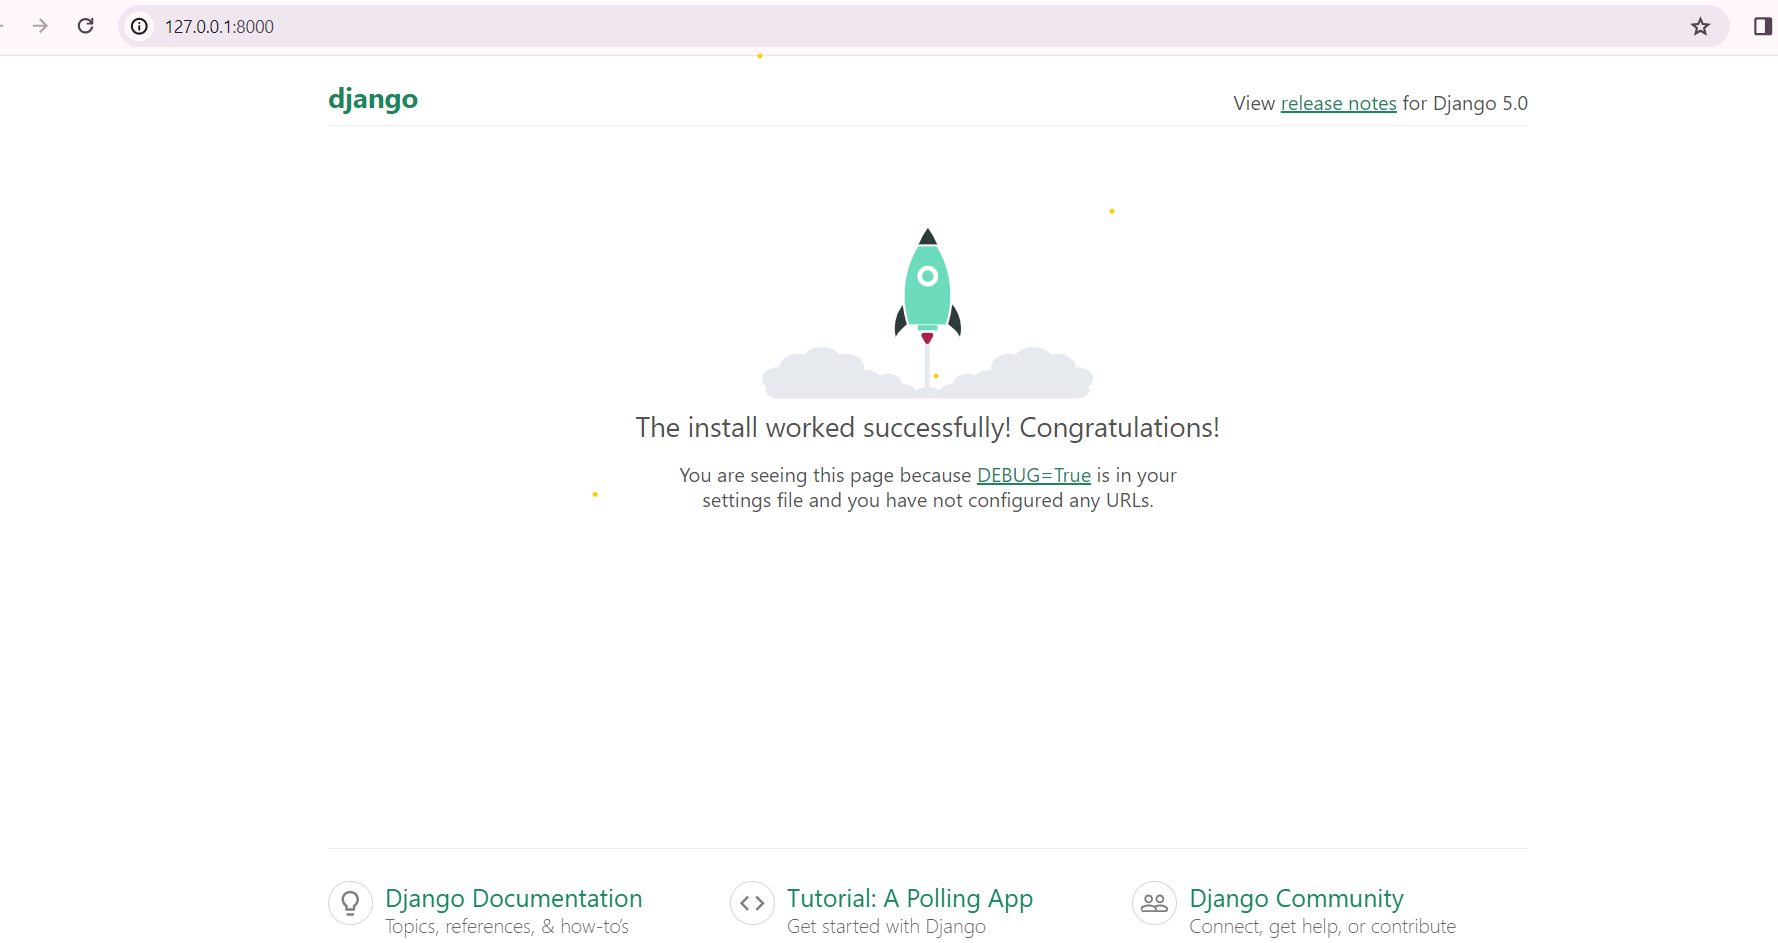 127.0.0.1:8000
django
View release notes for Django 5.0
The install worked successfully! Congratulations!
You are seeing this page because DEBUG=True is in your
settings file and you have not configured any URLs.
Django Documentation
Topics, references, & how-to’s
Tutorial: A Polling App
Get started with Django
Django Community
Connect, get help, or contribute